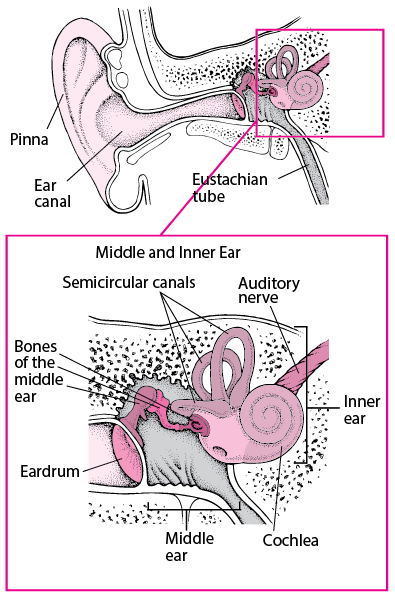 Pinna
Ear
canal
Eustachian
tube
Middle and Inner Ear
Semicircular canals
Auditory
nerve
Bones
of the
middle
ear
Inner
ear
Eardrum
Middle
ear
Cochlea